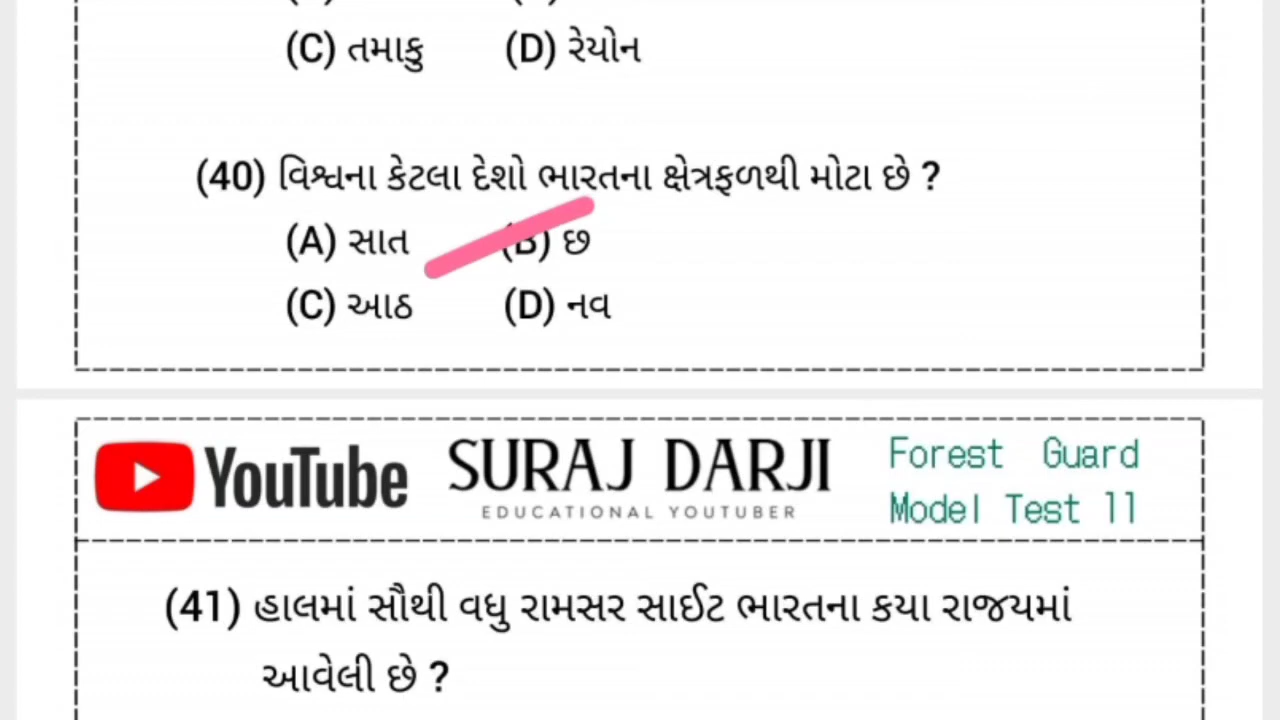 (C) તમાકુ (D) રેયોન
(40) વિશ્વના કેટલા દેશો ભારતના ક્ષેત્રફળથી મોટા છે ?
(A) સાત (B) છ
(C) આઠ (D) નવ
YouTube SURAJ DARJI Forest Guard
EDUCATIONAL YOUTUBER Model Test 11
(41) હાલમાં સૌથી વધુ રામસર સાઈટ ભારતના કયા રાજ્યમાં
આવેલી છે ?